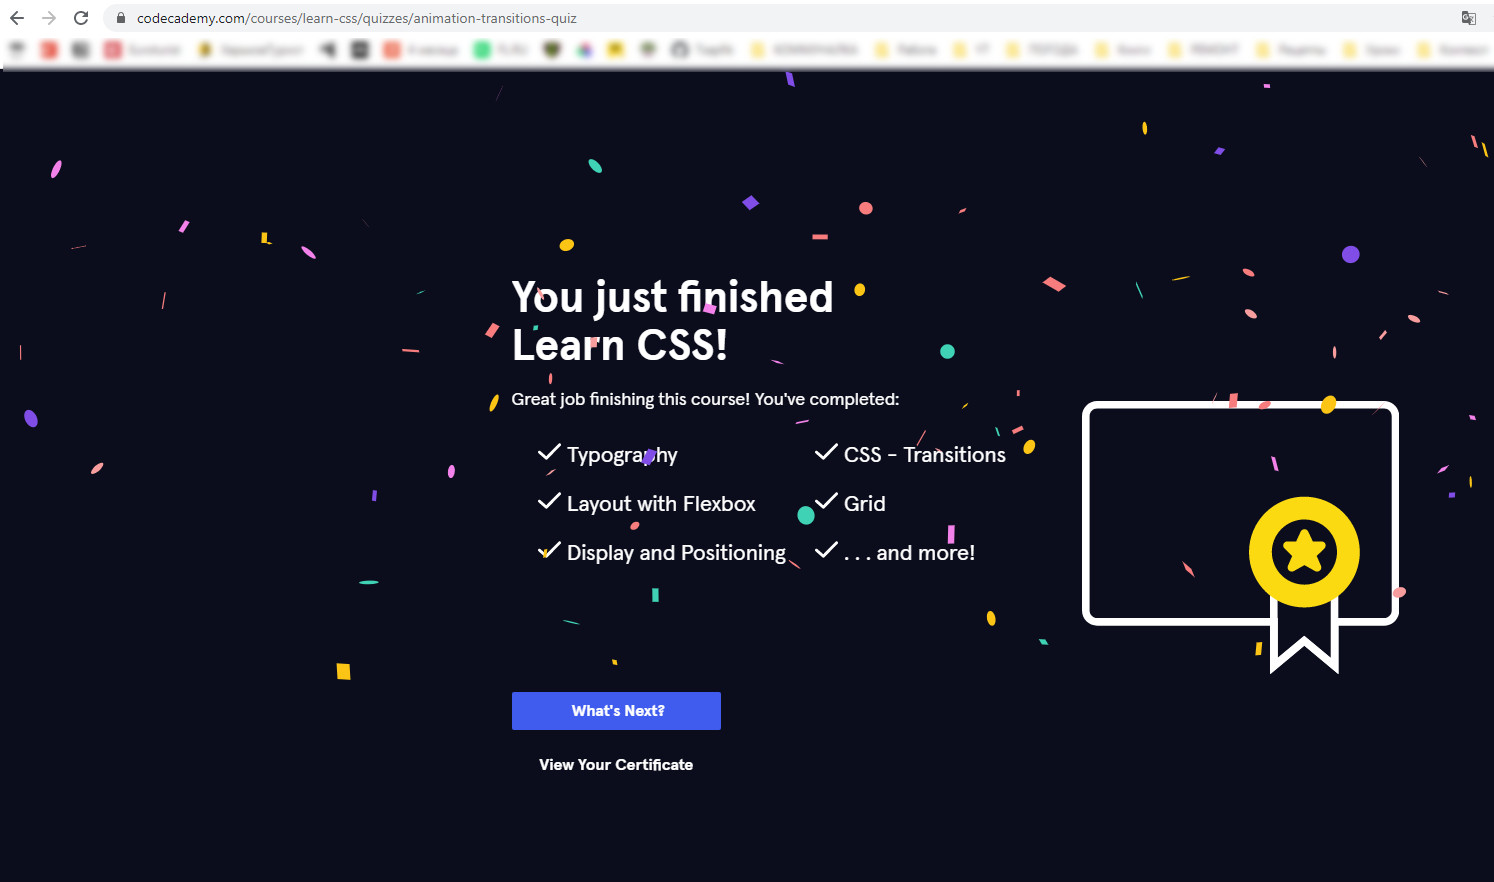 codecademy.com/courses/learn-css/quizzes/animation-transitions-quiz
You just finished
Learn CSS!
Great job finishing this course! You've completed:
Typography
CSS - Transitions
Layout with Flexbox
Grid
Display and Positioning
. . . and more!
What's Next?
View Your Certificate